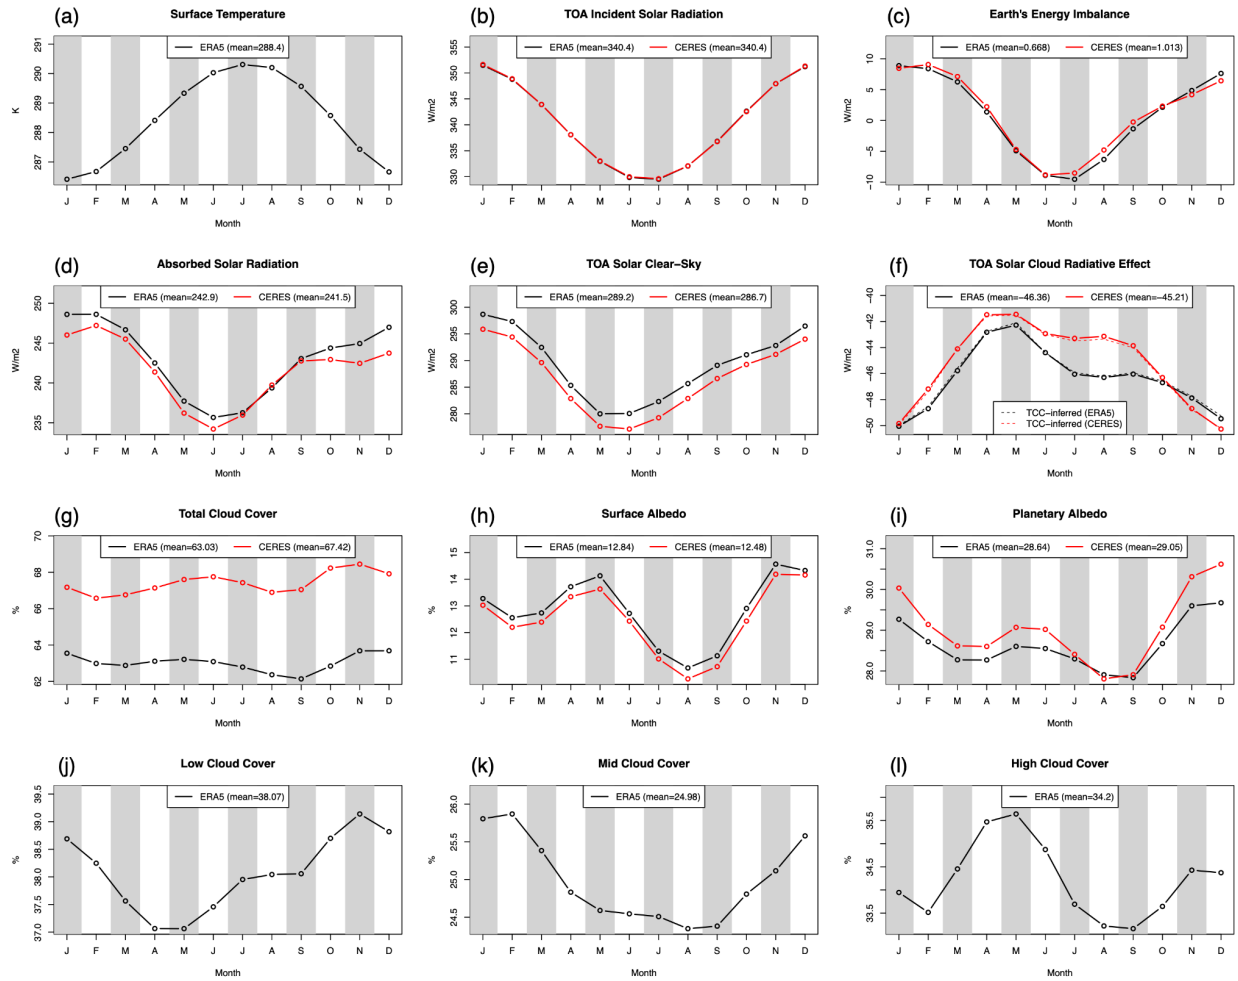 (a) Surface Temperature
ERA5 (mean=288.4)
291
290
289
288
287
K
J F M A M J J A S O N D
Month
(b) TOA Incident Solar Radiation
ERA5 (mean=340.4) CERES (mean=340.4)
355
350
345
340
335
330
W/m2
J F M A M J J A S O N D
Month
(c) Earth's Energy Imbalance
ERA5 (mean=0.668) CERES (mean=1.013)
10
5
0
−5
−10
W/m2
J F M A M J J A S O N D
Month
(d) Absorbed Solar Radiation
ERA5 (mean=242.9) CERES (mean=241.5)
250
245
240
235
W/m2
J F M A M J J A S O N D
Month
(e) TOA Solar Clear−Sky
ERA5 (mean=289.2) CERES (mean=286.7)
300
295
290
285
280
W/m2
J F M A M J J A S O N D
Month
(f) TOA Solar Cloud Radiative Effect
ERA5 (mean=−46.36) CERES (mean=−45.21)
−40
−42
−44
−46
−48
−50
W/m2
TCC−inferred (ERA5)
TCC−inferred (CERES)
J F M A M J J A S O N D
Month
(g) Total Cloud Cover
ERA5 (mean=63.03) CERES (mean=67.42)
70
68
66
64
62
%
J F M A M J J A S O N D
Month
(h) Surface Albedo
ERA5 (mean=12.84) CERES (mean=12.48)
15
14
13
12
11
%
J F M A M J J A S O N D
Month
(i) Planetary Albedo
ERA5 (mean=28.64) CERES (mean=29.05)
31.0
30.0
29.0
28.0
%
J F M A M J J A S O N D
Month
(j) Low Cloud Cover
ERA5 (mean=38.07)
39.5
39.0
38.5
38.0
37.5
37.0
%
J F M A M J J A S O N D
Month
(k) Mid Cloud Cover
ERA5 (mean=24.98)
26.0
25.5
25.0
24.5
%
J F M A M J J A S O N D
Month
(l) High Cloud Cover
ERA5 (mean=34.2)
35.5
34.5
33.5
%
J F M A M J J A S O N D
Month